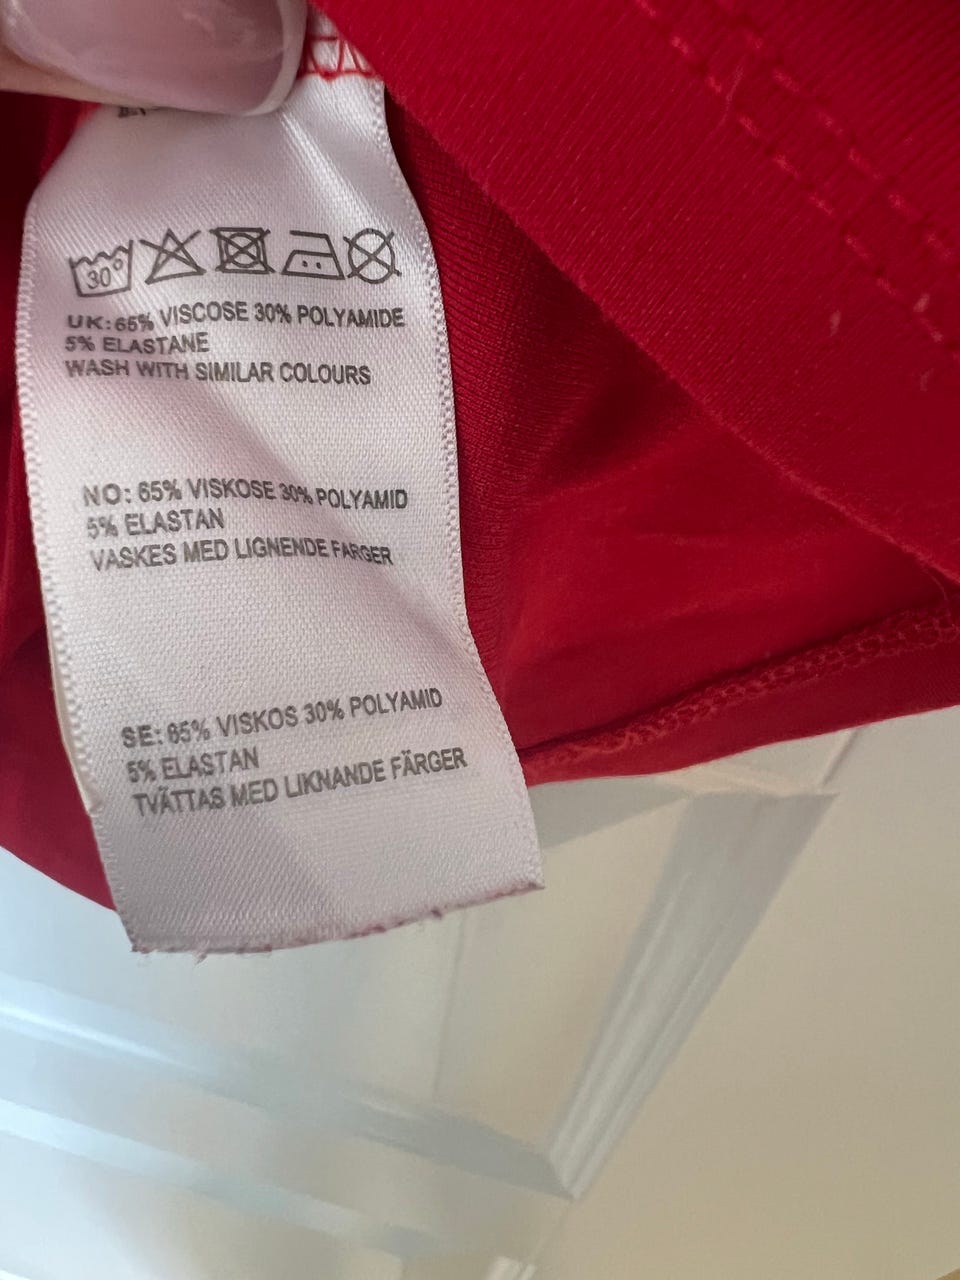 30°
UK: 65% VISCOSE 30% POLYAMIDE
5% ELASTANE
WASH WITH SIMILAR COLOURS
NO: 65% VISKOSE 30% POLYAMID
5% ELASTAN
VASKES MED LIGNENDE FARGER
SE: 65% VISKOS 30% POLYAMID
5% ELASTAN
TVÄTTAS MED LIKNANDE FÄRGER